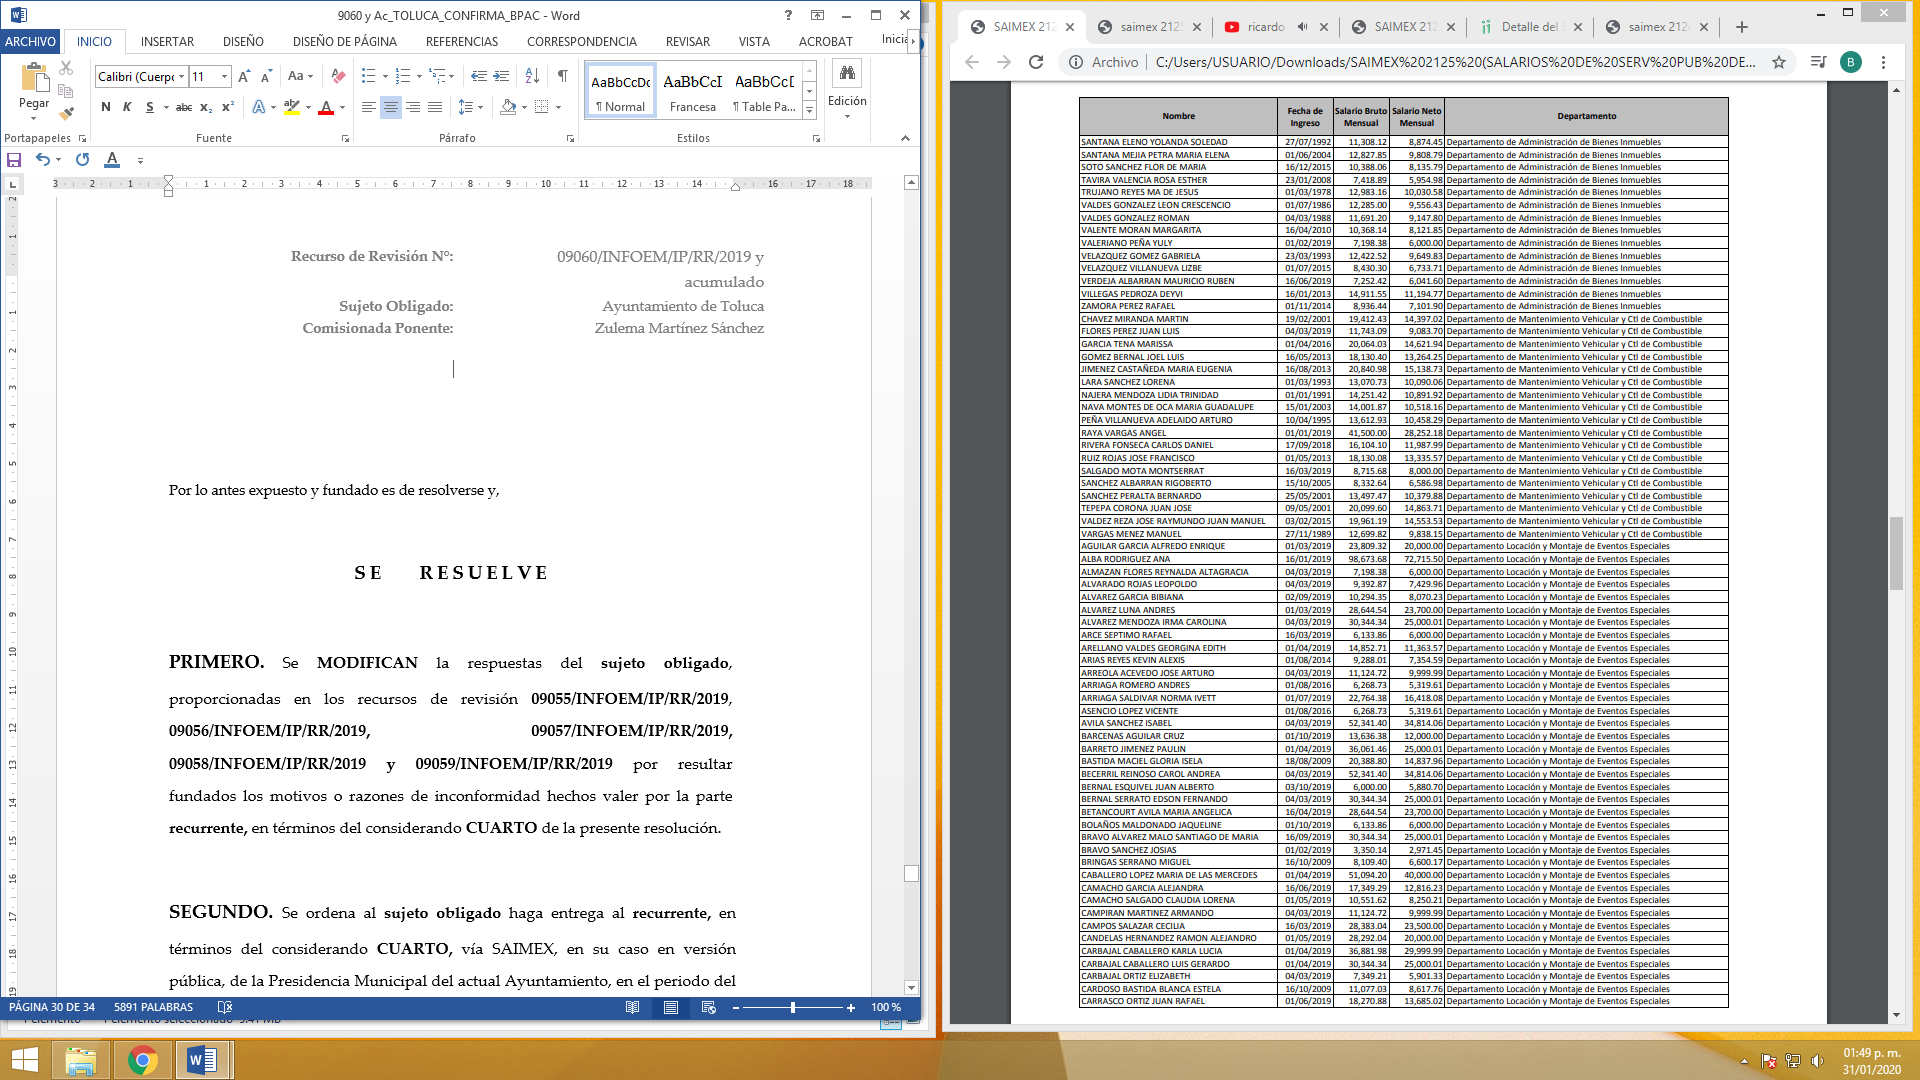 9060 y Ac_TOLUCA_CONFIRMA_BPAC - Word
ARCHIVO INICIO INSERTAR DISEÑO DISEÑO DE PÁGINA REFERENCIAS CORRESPONDENCIA REVISAR VISTA ACROBAT Inicia
Calibri (Cuerpo 11
Pegar
N K S abc x₂ x²
AaBbCcDc AaBbCcI AaBbCcI
¶ Normal Francesa ¶ Table Pa...
Edición
Portapapeles Fuente Párrafo Estilos
3 2 1 1 2 3 4 5 6 7 8 9 10 11 12 13 14 16 17 18
Recurso de Revisión N°: 09060/INFOEM/IP/RR/2019 y
acumulado
Sujeto Obligado: Ayuntamiento de Toluca
Comisionada Ponente: Zulema Martínez Sánchez
Por lo antes expuesto y fundado es de resolverse y,
S E R E S U E L V E
PRIMERO. Se MODIFICAN la respuestas del sujeto obligado,
proporcionadas en los recursos de revisión 09055/INFOEM/IP/RR/2019,
09056/INFOEM/IP/RR/2019, 09057/INFOEM/IP/RR/2019,
09058/INFOEM/IP/RR/2019 y 09059/INFOEM/IP/RR/2019 por resultar
fundados los motivos o razones de inconformidad hechos valer por la parte
recurrente, en términos del considerando CUARTO de la presente resolución.
SEGUNDO. Se ordena al sujeto obligado haga entrega al recurrente, en
términos del considerando CUARTO, vía SAIMEX, en su caso en versión
pública, de la Presidencia Municipal del actual Ayuntamiento, en el periodo del
PÁGINA 30 DE 34 5891 PALABRAS 100 %
SAIMEX 212 saimex 212 ricardo SAIMEX 212 Detalle del S saimex 212
Archivo C:/Users/USUARIO/Downloads/SAIMEX%202125%20(SALARIOS%20DE%20SERV%20PUB%20DE... B
Nombre Fecha de Ingreso Salario Bruto Mensual Salario Neto Mensual Departamento
SANTANA ELENO YOLANDA SOLEDAD 27/07/1992 11,308.12 8,874.45 Departamento de Administración de Bienes Inmuebles
SANTANA MEJIA PETRA MARIA ELENA 01/06/2004 12,827.85 9,808.79 Departamento de Administración de Bienes Inmuebles
SOTO SANCHEZ FLOR DE MARIA 16/12/2015 10,388.06 8,135.79 Departamento de Administración de Bienes Inmuebles
TAVIRA VALENCIA ROSA ESTHER 23/01/2008 7,418.89 5,954.98 Departamento de Administración de Bienes Inmuebles
TRUJANO REYES MA DE JESUS 01/03/1978 12,983.16 10,030.58 Departamento de Administración de Bienes Inmuebles
VALDES GONZALEZ LEON CRESCENCIO 01/07/1986 12,285.00 9,556.43 Departamento de Administración de Bienes Inmuebles
VALDES GONZALEZ ROMAN 04/03/1988 11,691.20 9,147.80 Departamento de Administración de Bienes Inmuebles
VALENTE MORAN MARGARITA 16/04/2010 10,368.14 8,121.85 Departamento de Administración de Bienes Inmuebles
VALERIANO PEÑA YULY 01/02/2019 7,198.38 6,000.00 Departamento de Administración de Bienes Inmuebles
VELAZQUEZ GOMEZ GABRIELA 23/03/1993 12,422.52 9,649.83 Departamento de Administración de Bienes Inmuebles
VELAZQUEZ VILLANUEVA LIZBE 01/07/2015 8,430.30 6,733.71 Departamento de Administración de Bienes Inmuebles
VERDEJA ALBARRAN MAURICIO RUBEN 16/06/2019 7,252.42 6,041.60 Departamento de Administración de Bienes Inmuebles
VILLEGAS PEDROZA DEYVI 16/01/2013 14,911.55 11,194.77 Departamento de Administración de Bienes Inmuebles
ZAMORA PEREZ RAFAEL 01/11/2014 8,936.44 7,101.90 Departamento de Administración de Bienes Inmuebles
CHAVEZ MIRANDA MARTIN 19/02/2001 19,412.43 14,397.02 Departamento de Mantenimiento Vehicular y Ctl de Combustible
FLORES PEREZ JUAN LUIS 04/03/2019 11,743.09 9,083.70 Departamento de Mantenimiento Vehicular y Ctl de Combustible
GARCIA TENA MARISSA 01/04/2016 20,064.03 14,621.94 Departamento de Mantenimiento Vehicular y Ctl de Combustible
GOMEZ BERNAL JOEL LUIS 16/05/2013 18,130.40 13,264.25 Departamento de Mantenimiento Vehicular y Ctl de Combustible
JIMENEZ CASTAÑEDA MARIA EUGENIA 16/08/2013 20,840.98 15,138.73 Departamento de Mantenimiento Vehicular y Ctl de Combustible
LARA SANCHEZ LORENA 01/03/1993 13,070.73 10,090.06 Departamento de Mantenimiento Vehicular y Ctl de Combustible
NAJERA MENDOZA LIDIA TRINIDAD 01/01/1991 14,251.42 10,891.92 Departamento de Mantenimiento Vehicular y Ctl de Combustible
NAVA MONTES DE OCA MARIA GUADALUPE 15/01/2003 14,001.87 10,518.16 Departamento de Mantenimiento Vehicular y Ctl de Combustible
PEÑA VILLANUEVA ADELAIDO ARTURO 10/04/1995 13,612.93 10,458.29 Departamento de Mantenimiento Vehicular y Ctl de Combustible
RAYA VARGAS ANGEL 01/01/2019 41,500.00 28,252.18 Departamento de Mantenimiento Vehicular y Ctl de Combustible
RIVERA FONSECA CARLOS DANIEL 17/09/2018 16,104.10 11,987.99 Departamento de Mantenimiento Vehicular y Ctl de Combustible
RUIZ ROJAS JOSE FRANCISCO 01/05/2013 18,130.08 13,335.57 Departamento de Mantenimiento Vehicular y Ctl de Combustible
SALGADO MOTA MONTSERRAT 16/03/2019 8,715.68 8,000.00 Departamento de Mantenimiento Vehicular y Ctl de Combustible
SANCHEZ ALBARRAN RIGOBERTO 15/10/2005 8,332.64 6,586.98 Departamento de Mantenimiento Vehicular y Ctl de Combustible
SANCHEZ PERALTA BERNARDO 25/05/2001 13,497.47 10,379.88 Departamento de Mantenimiento Vehicular y Ctl de Combustible
TEPEPA CORONA JUAN JOSE 09/05/2001 20,099.60 14,863.71 Departamento de Mantenimiento Vehicular y Ctl de Combustible
VALDEZ REZA JOSE RAYMUNDO JUAN MANUEL 03/02/2015 19,961.19 14,553.53 Departamento de Mantenimiento Vehicular y Ctl de Combustible
VARGAS MENEZ MANUEL 27/11/1989 12,699.82 9,838.15 Departamento de Mantenimiento Vehicular y Ctl de Combustible
AGUILAR GARCIA ALFREDO ENRIQUE 01/03/2019 23,809.32 20,000.00 Departamento Locación y Montaje de Eventos Especiales
ALBA RODRIGUEZ ANA 16/01/2019 98,673.68 72,715.50 Departamento Locación y Montaje de Eventos Especiales
ALMAZAN FLORES REYNALDA ALTAGRACIA 04/03/2019 7,198.38 6,000.00 Departamento Locación y Montaje de Eventos Especiales
ALVARADO ROJAS LEOPOLDO 04/03/2019 9,392.87 7,429.96 Departamento Locación y Montaje de Eventos Especiales
ALVAREZ GARCIA BIBIANA 02/09/2019 10,294.35 8,070.23 Departamento Locación y Montaje de Eventos Especiales
ALVAREZ LUNA ANDRES 01/03/2019 28,644.54 23,700.00 Departamento Locación y Montaje de Eventos Especiales
ALVAREZ MENDOZA IRMA CAROLINA 04/03/2019 30,344.34 25,000.01 Departamento Locación y Montaje de Eventos Especiales
ARCE SEPTIMO RAFAEL 16/03/2019 6,133.86 6,000.00 Departamento Locación y Montaje de Eventos Especiales
ARELLANO VALDES GEORGINA EDITH 01/04/2019 14,852.71 11,363.57 Departamento Locación y Montaje de Eventos Especiales
ARIAS REYES KEVIN ALEXIS 01/08/2014 9,288.01 7,354.59 Departamento Locación y Montaje de Eventos Especiales
ARREOLA ACEVEDO JOSE ARTURO 04/03/2019 11,124.72 9,999.99 Departamento Locación y Montaje de Eventos Especiales
ARRIAGA ROMERO ANDRES 01/08/2016 6,268.73 5,319.61 Departamento Locación y Montaje de Eventos Especiales
ARRIAGA SALDIVAR NORMA IVETT 01/07/2019 22,764.38 16,418.08 Departamento Locación y Montaje de Eventos Especiales
ASENCIO LOPEZ VICENTE 01/08/2016 6,268.73 5,319.61 Departamento Locación y Montaje de Eventos Especiales
AVILA SANCHEZ ISABEL 04/03/2019 52,341.40 34,814.06 Departamento Locación y Montaje de Eventos Especiales
BARCENAS AGUILAR CRUZ 01/10/2019 13,636.38 12,000.00 Departamento Locación y Montaje de Eventos Especiales
BARRETO JIMENEZ PAULIN 01/04/2019 36,061.46 25,000.01 Departamento Locación y Montaje de Eventos Especiales
BASTIDA MACIEL GLORIA ISELA 18/08/2009 20,388.80 14,837.96 Departamento Locación y Montaje de Eventos Especiales
BECERRIL REINOSO CAROL ANDREA 04/03/2019 52,341.40 34,814.06 Departamento Locación y Montaje de Eventos Especiales
BERNAL ESQUIVEL JUAN ALBERTO 03/10/2019 6,000.00 5,880.70 Departamento Locación y Montaje de Eventos Especiales
BERNAL SERRATO EDSON FERNANDO 04/03/2019 30,344.34 25,000.01 Departamento Locación y Montaje de Eventos Especiales
BETANCOURT AVILA MARIA ANGELICA 16/04/2019 28,644.54 23,700.00 Departamento Locación y Montaje de Eventos Especiales
BOLAÑOS MALDONADO JAQUELINE 01/10/2019 6,133.86 6,000.00 Departamento Locación y Montaje de Eventos Especiales
BRAVO ALVAREZ MALO SANTIAGO DE MARIA 16/09/2019 30,344.34 25,000.01 Departamento Locación y Montaje de Eventos Especiales
BRAVO SANCHEZ JOSIAS 01/02/2019 3,350.14 2,971.45 Departamento Locación y Montaje de Eventos Especiales
BRINGAS SERRANO MIGUEL 16/10/2009 8,109.40 6,600.17 Departamento Locación y Montaje de Eventos Especiales
CABALLERO LOPEZ MARIA DE LAS MERCEDES 01/04/2019 51,094.20 40,000.00 Departamento Locación y Montaje de Eventos Especiales
CAMACHO GARCIA ALEJANDRA 16/06/2019 17,349.29 12,816.23 Departamento Locación y Montaje de Eventos Especiales
CAMACHO SALGADO CLAUDIA LORENA 01/05/2019 10,551.62 8,250.21 Departamento Locación y Montaje de Eventos Especiales
CAMPIRAN MARTINEZ ARMANDO 04/03/2019 11,124.72 9,999.99 Departamento Locación y Montaje de Eventos Especiales
CAMPOS SALAZAR CECILIA 16/03/2019 28,383.04 23,500.00 Departamento Locación y Montaje de Eventos Especiales
CANDELAS HERNANDEZ RAMON ALEJANDRO 01/05/2019 28,292.04 20,000.00 Departamento Locación y Montaje de Eventos Especiales
CARBAJAL CABALLERO KARLA LUCIA 01/04/2019 36,881.98 29,999.99 Departamento Locación y Montaje de Eventos Especiales
CARBAJAL CABALLERO LUIS GERARDO 01/04/2019 30,344.34 25,000.01 Departamento Locación y Montaje de Eventos Especiales
CARBAJAL ORTIZ ELIZABETH 04/03/2019 7,349.21 5,901.33 Departamento Locación y Montaje de Eventos Especiales
CARDOSO BASTIDA BLANCA ESTELA 16/10/2009 11,077.03 8,617.76 Departamento Locación y Montaje de Eventos Especiales
CARRASCO ORTIZ JUAN RAFAEL 01/06/2019 18,270.88 13,685.02 Departamento Locación y Montaje de Eventos Especiales
01:49 p. m.
31/01/2020